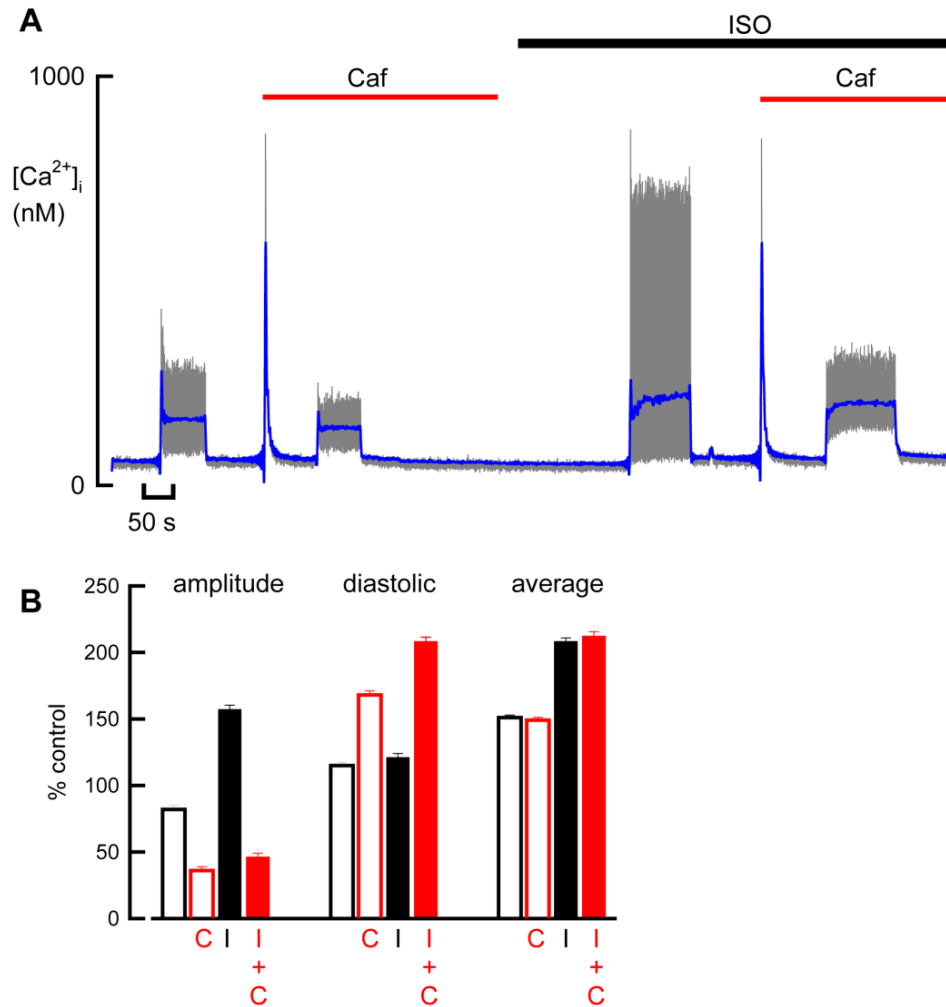 A
ISO
1000
Caf
Caf
[Ca²⁺]ᵢ
(nM)
0
50 s
B
250
amplitude
diastolic
average
200
150
% control
100
50
0
C I I
+
C
C I I
+
C
C I I
+
C